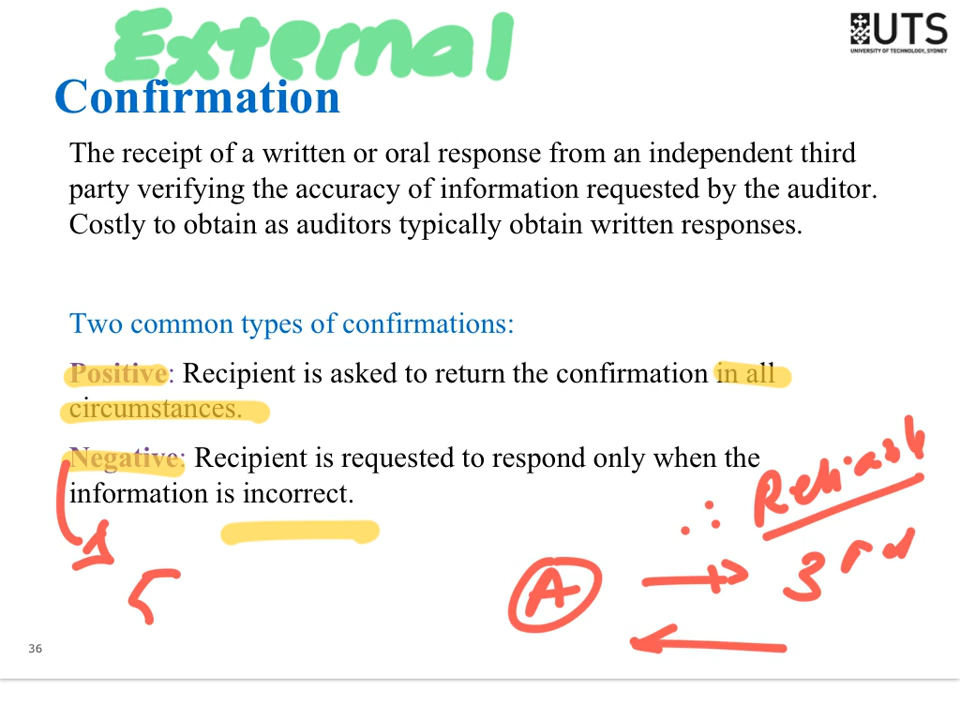 External
UTS
UNIVERSITY OF TECHNOLOGY, SYDNEY
Confirmation
The receipt of a written or oral response from an independent third
party verifying the accuracy of information requested by the auditor.
Costly to obtain as auditors typically obtain written responses.
Two common types of confirmations:
Positive: Recipient is asked to return the confirmation in all
circumstances.
Negative: Recipient is requested to respond only when the
information is incorrect.
∴
A → 3rd
←
36